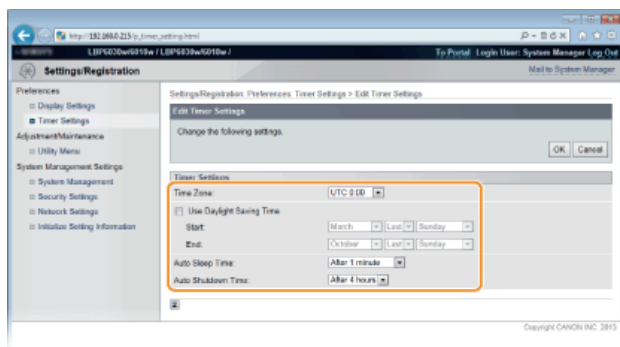 http://192.168.0.215/p_timer_setting.html
LBP6030w/6018w / LBP6030w/6018w /
To Portal Login User: System Manager Log Out
Settings/Registration
Mail to System Manager
Preferences
Display Settings
Timer Settings
Adjustment/Maintenance
Utility Menu
System Management Settings
System Management
Security Settings
Network Settings
Initialize Setting Information
Settings/Registration: Preferences: Timer Settings > Edit Timer Settings
Edit Timer Settings
Change the following settings.
OK Cancel
Timer Settings
Time Zone: UTC 0:00
Use Daylight Saving Time
Start: March Last Sunday
End: October Last Sunday
Auto Sleep Time: After 1 minute
Auto Shutdown Time: After 4 hours
Copyright CANON INC. 2013